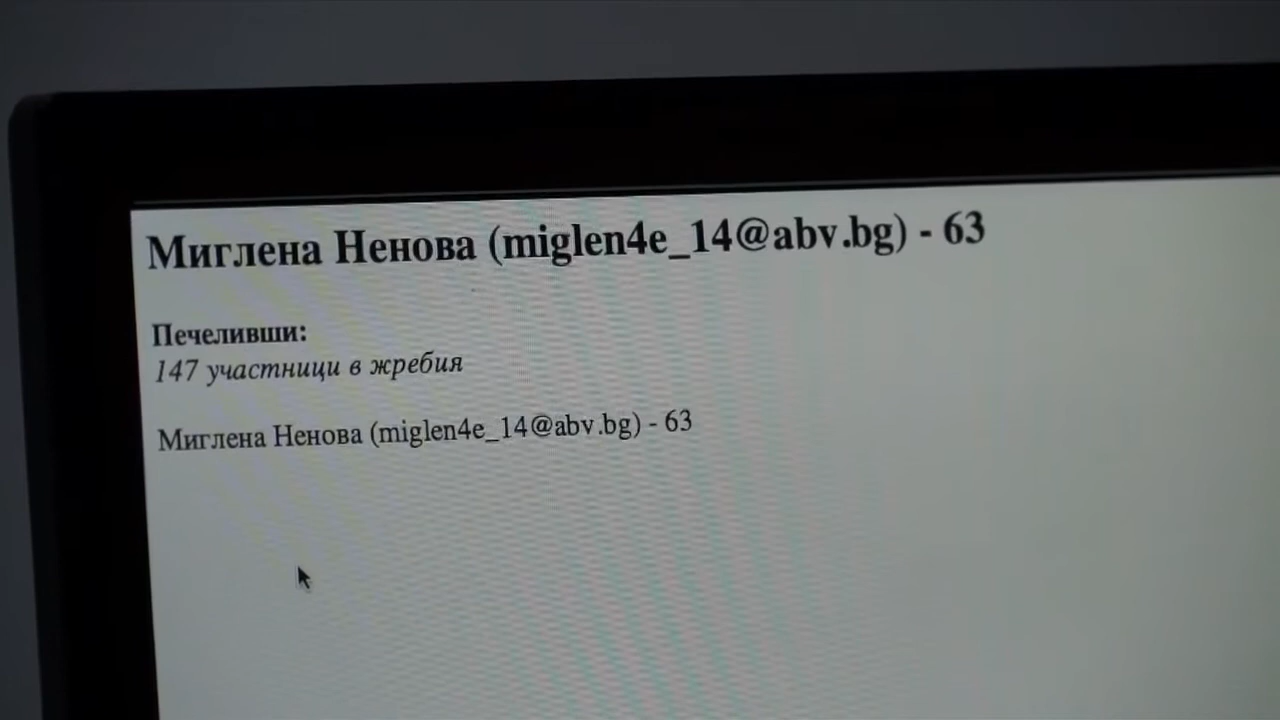 Миглена Ненова (miglen4e_14@abv.bg) - 63
Печеливши:
147 участници в жребия
Миглена Ненова (miglen4e_14@abv.bg) - 63